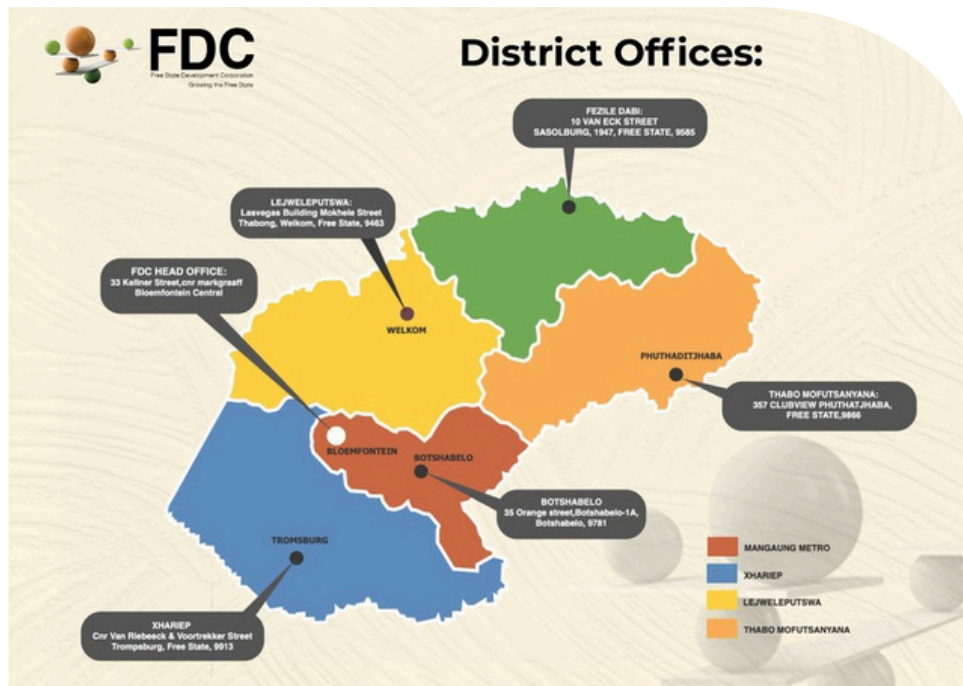 FDC
Free State Development Corporation
Growing the Free State
District Offices:
FEZILE DABI:
10 VAN ECK STREET
SASOLBURG, 1947, FREE STATE, 9585
LEJWELEPUTSWA:
Lasvegas Building Mokhele Street
Thabong, Welkom, Free State, 9463
FDC HEAD OFFICE:
33 Kellner Street,cnr markgraaff
Bloemfontein Central
WELKOM
PHUTHADITJHABA
THABO MOFUTSANYANA:
357 CLUBVIEW PHUTHATJHABA,
FREE STATE,9866
BLOEMFONTEIN
BOTSHABELO
BOTSHABELO
35 Orange street,Botshabelo-1A,
Botshabelo, 9781
TROMSBURG
XHARIEP
Cnr Van Riebeeck & Voortrekker Street
Trompsburg, Free State, 9913
MANGAUNG METRO
XHARIEP
LEJWELEPUTSWA
THABO MOFUTSANYANA